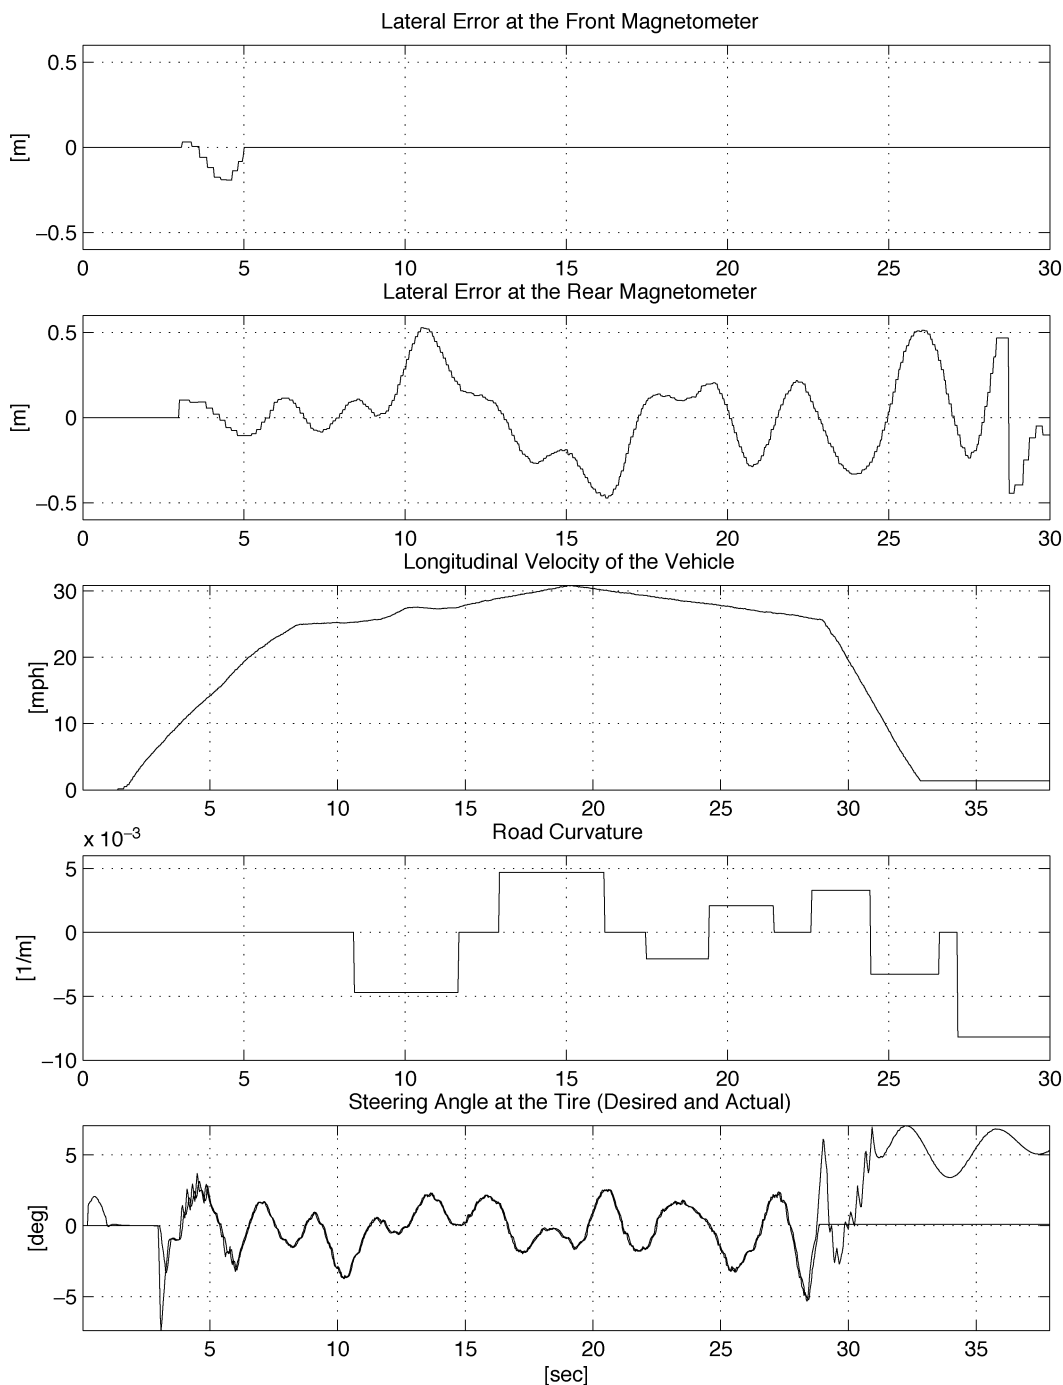 Lateral Error at the Front Magnetometer
0.5
0
−0.5
[m]
0 5 10 15 20 25 30
Lateral Error at the Rear Magnetometer
0.5
0
−0.5
[m]
0 5 10 15 20 25 30
Longitudinal Velocity of the Vehicle
30
20
10
0
[mph]
5 10 15 20 25 30 35
x 10−3
Road Curvature
5
0
−5
−10
[1/m]
0 5 10 15 20 25 30
Steering Angle at the Tire (Desired and Actual)
5
0
−5
[deg]
5 10 15 20 25 30 35
[sec]